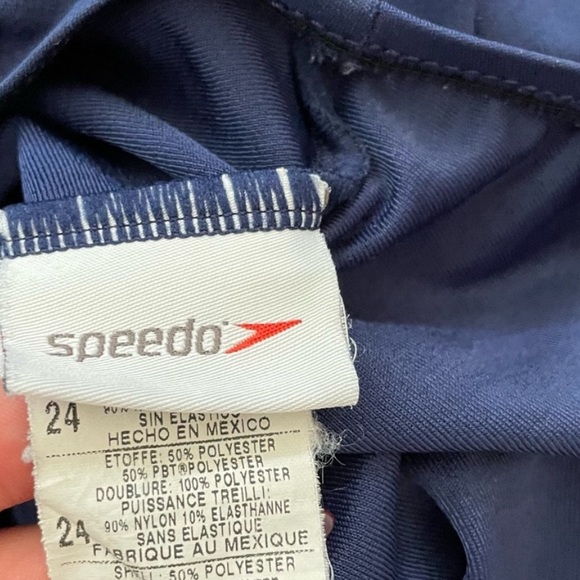 speedo
24
SIN ELASTICO
HECHO EN MEXICO
ETOFFE: 50% POLYESTER
50% PBT®POLYESTER
DOUBLURE: 100% POLYESTER
PUISSANCE TREILLI:
24
90% NYLON 10% ELASTHANNE
SANS ELASTIQUE
FABRIQUE AU MEXIQUE
50% POLYESTER